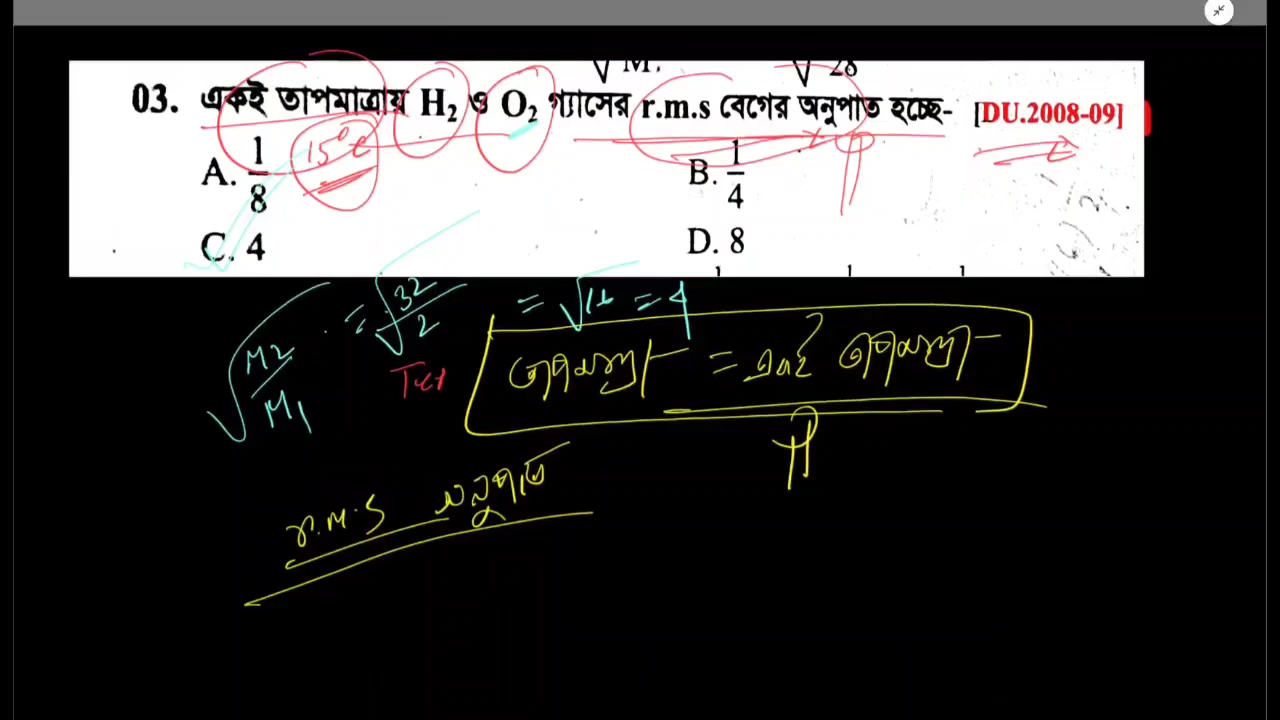 √M. √28
03. একই তাপমাত্রায় H₂ ও O₂ গ্যাসের r.m.s বেগের অনুপাত হচ্ছে- [DU.2008-09]
15°C
A. 1/8 B. 1/4
C. 4 D. 8
√M2/M1 = √32/2 = √16 = 4
তাপমাত্রা = একই তাপমাত্রা
r.m.s অনুপাত